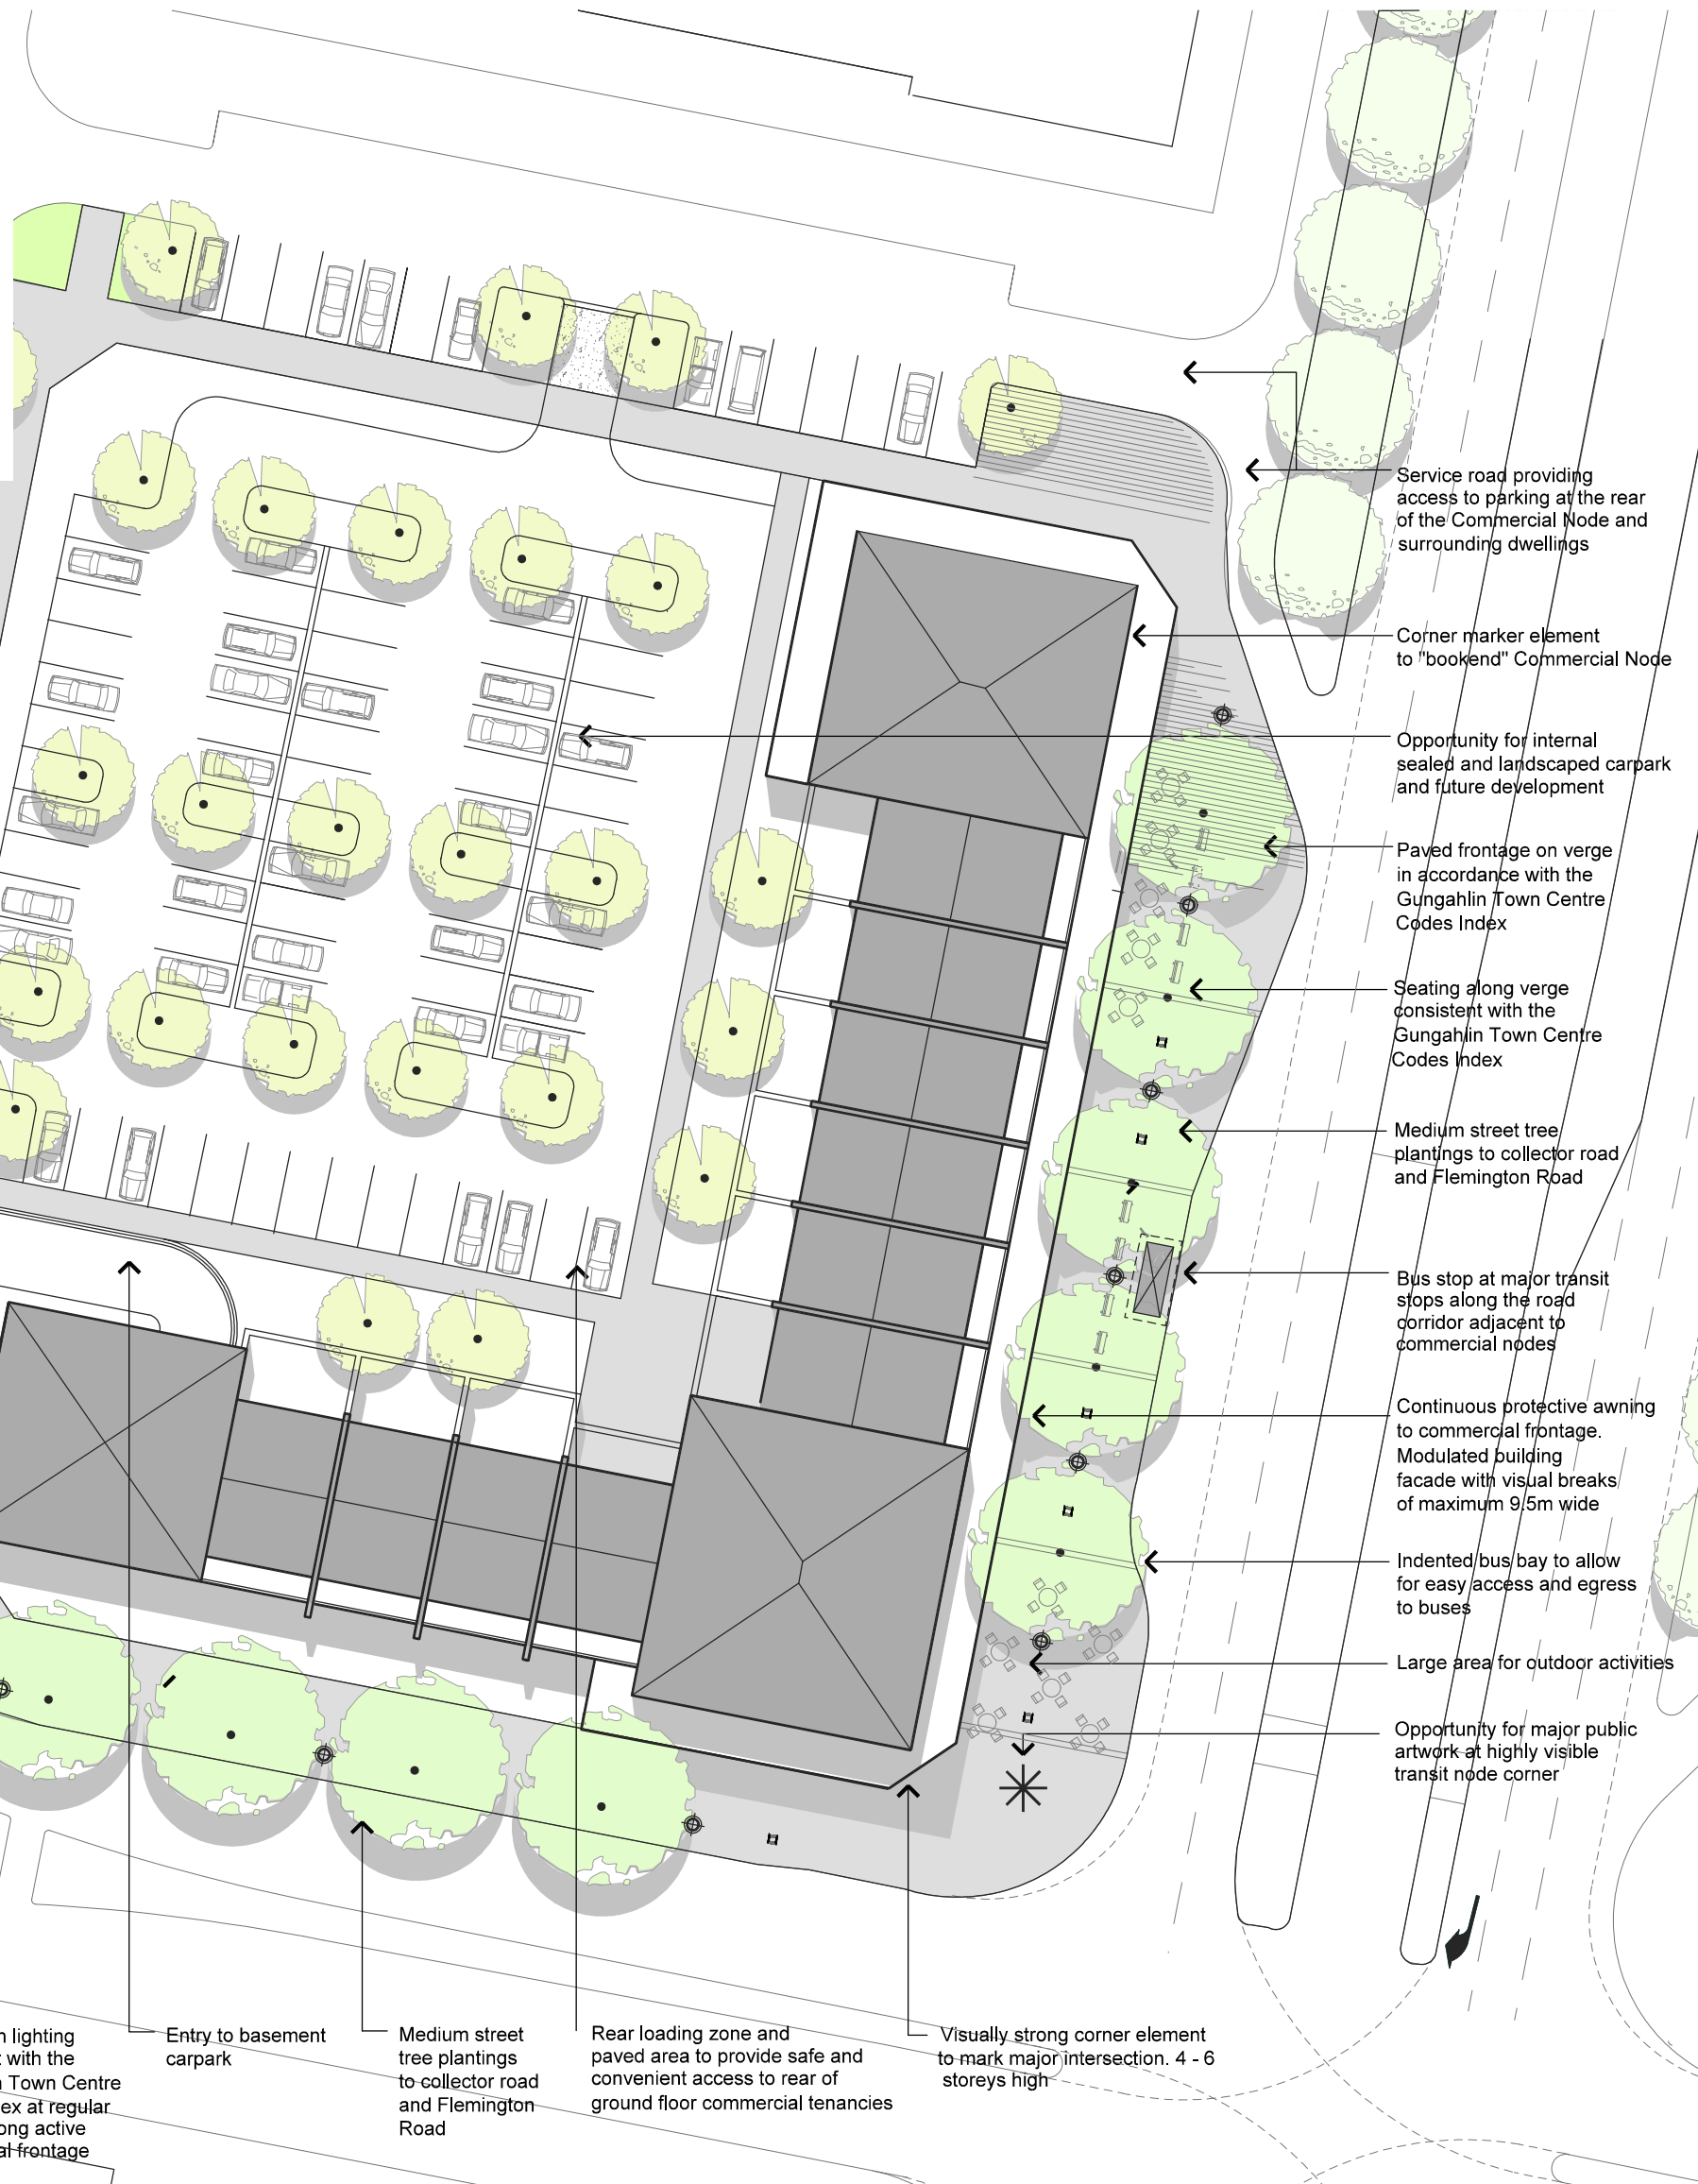 Service road providing
access to parking at the rear
of the Commercial Node and
surrounding dwellings
Corner marker element
to "bookend" Commercial Node
Opportunity for internal
sealed and landscaped carpark
and future development
Paved frontage on verge
in accordance with the
Gungahlin Town Centre
Codes Index
Seating along verge
consistent with the
Gungahlin Town Centre
Codes Index
Medium street tree
plantings to collector road
and Flemington Road
Bus stop at major transit
stops along the road
corridor adjacent to
commercial nodes
Continuous protective awning
to commercial frontage.
Modulated building
facade with visual breaks
of maximum 9.5m wide
Indented bus bay to allow
for easy access and egress
to buses
Large area for outdoor activities
Opportunity for major public
artwork at highly visible
transit node corner
lighting
with the
Town Centre
ex at regular
ong active
al frontage
Entry to basement
carpark
Medium street
tree plantings
to collector road
and Flemington
Road
Rear loading zone and
paved area to provide safe and
convenient access to rear of
ground floor commercial tenancies
Visually strong corner element
to mark major intersection. 4 - 6
storeys high